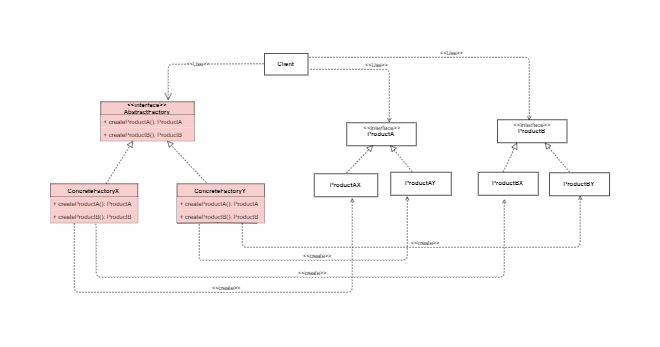 <<Use>>
Client
<<Use>>
<<Use>>
<<interface>>
AbstractFactory
+ createProductA(): ProductA
+ createProductB(): ProductB
<<interface>>
ProductA
<<interface>>
ProductB
ConcreteFactoryX
+ createProductA(): ProductA
+ createProductB(): ProductB
ConcreteFactoryY
+ createProductA(): ProductA
+ createProductB(): ProductB
ProductAX
ProductAY
ProductBX
ProductBY
<<create>>
<<create>>
<<create>>
<<create>>